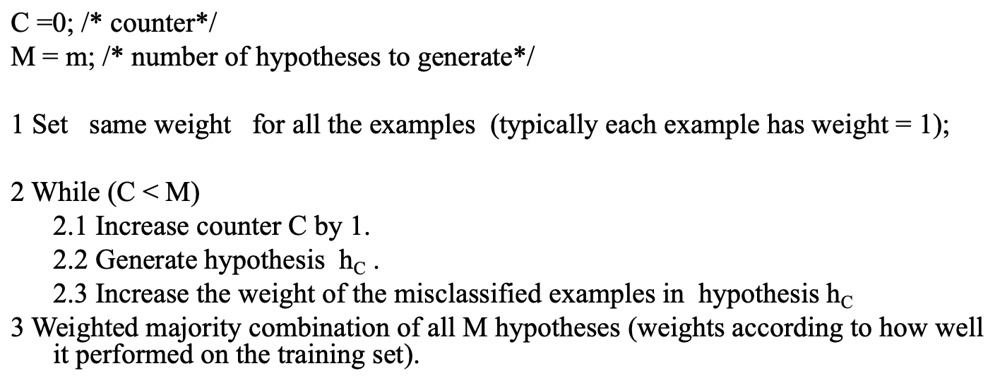 C =0; /* counter*/
M = m; /* number of hypotheses to generate*/
1 Set same weight for all the examples (typically each example has weight = 1);
2 While (C < M)
2.1 Increase counter C by 1.
2.2 Generate hypothesis hC .
2.3 Increase the weight of the misclassified examples in hypothesis hC
3 Weighted majority combination of all M hypotheses (weights according to how well
it performed on the training set).